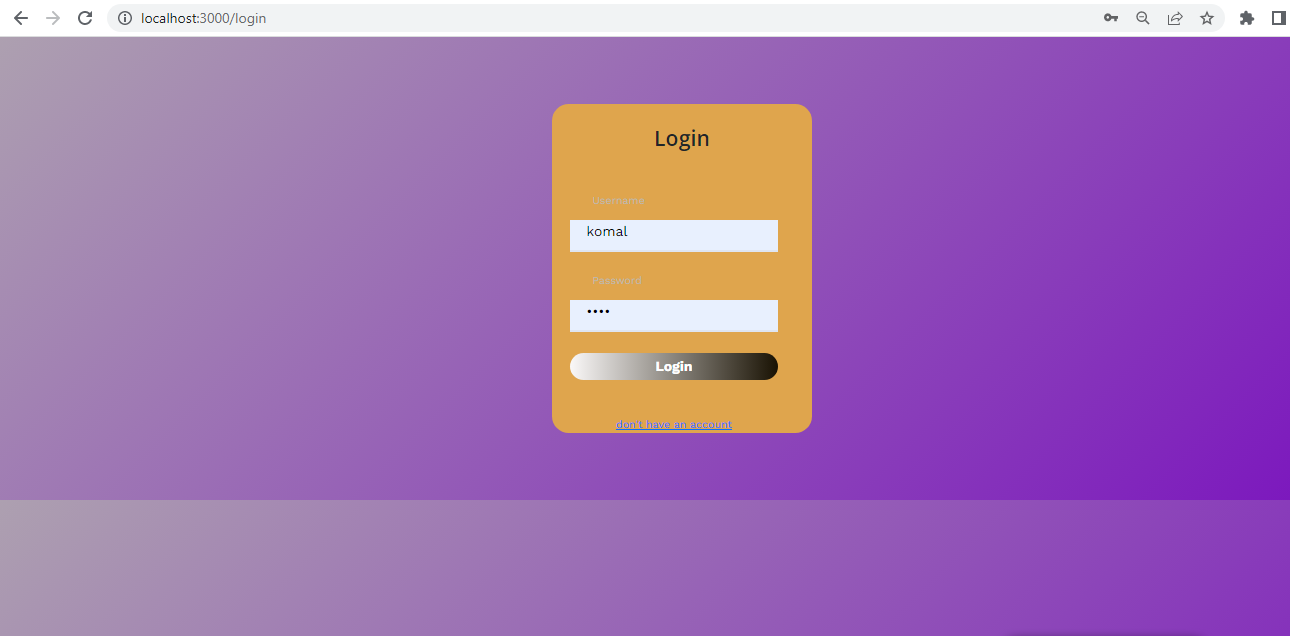 localhost:3000/login
Login
Username
komal
Password
••••
Login
don't have an account